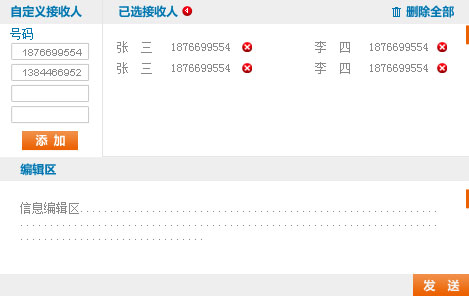 自定义接收人
号码
1876699554
1384466952
添 加
已选接收人
删除全部
张 三 1876699554 李 四 1876699554
张 三 1876699554 李 四 1876699554
编辑区
信息编辑区............................................................
......................................................................
...............................
发 送